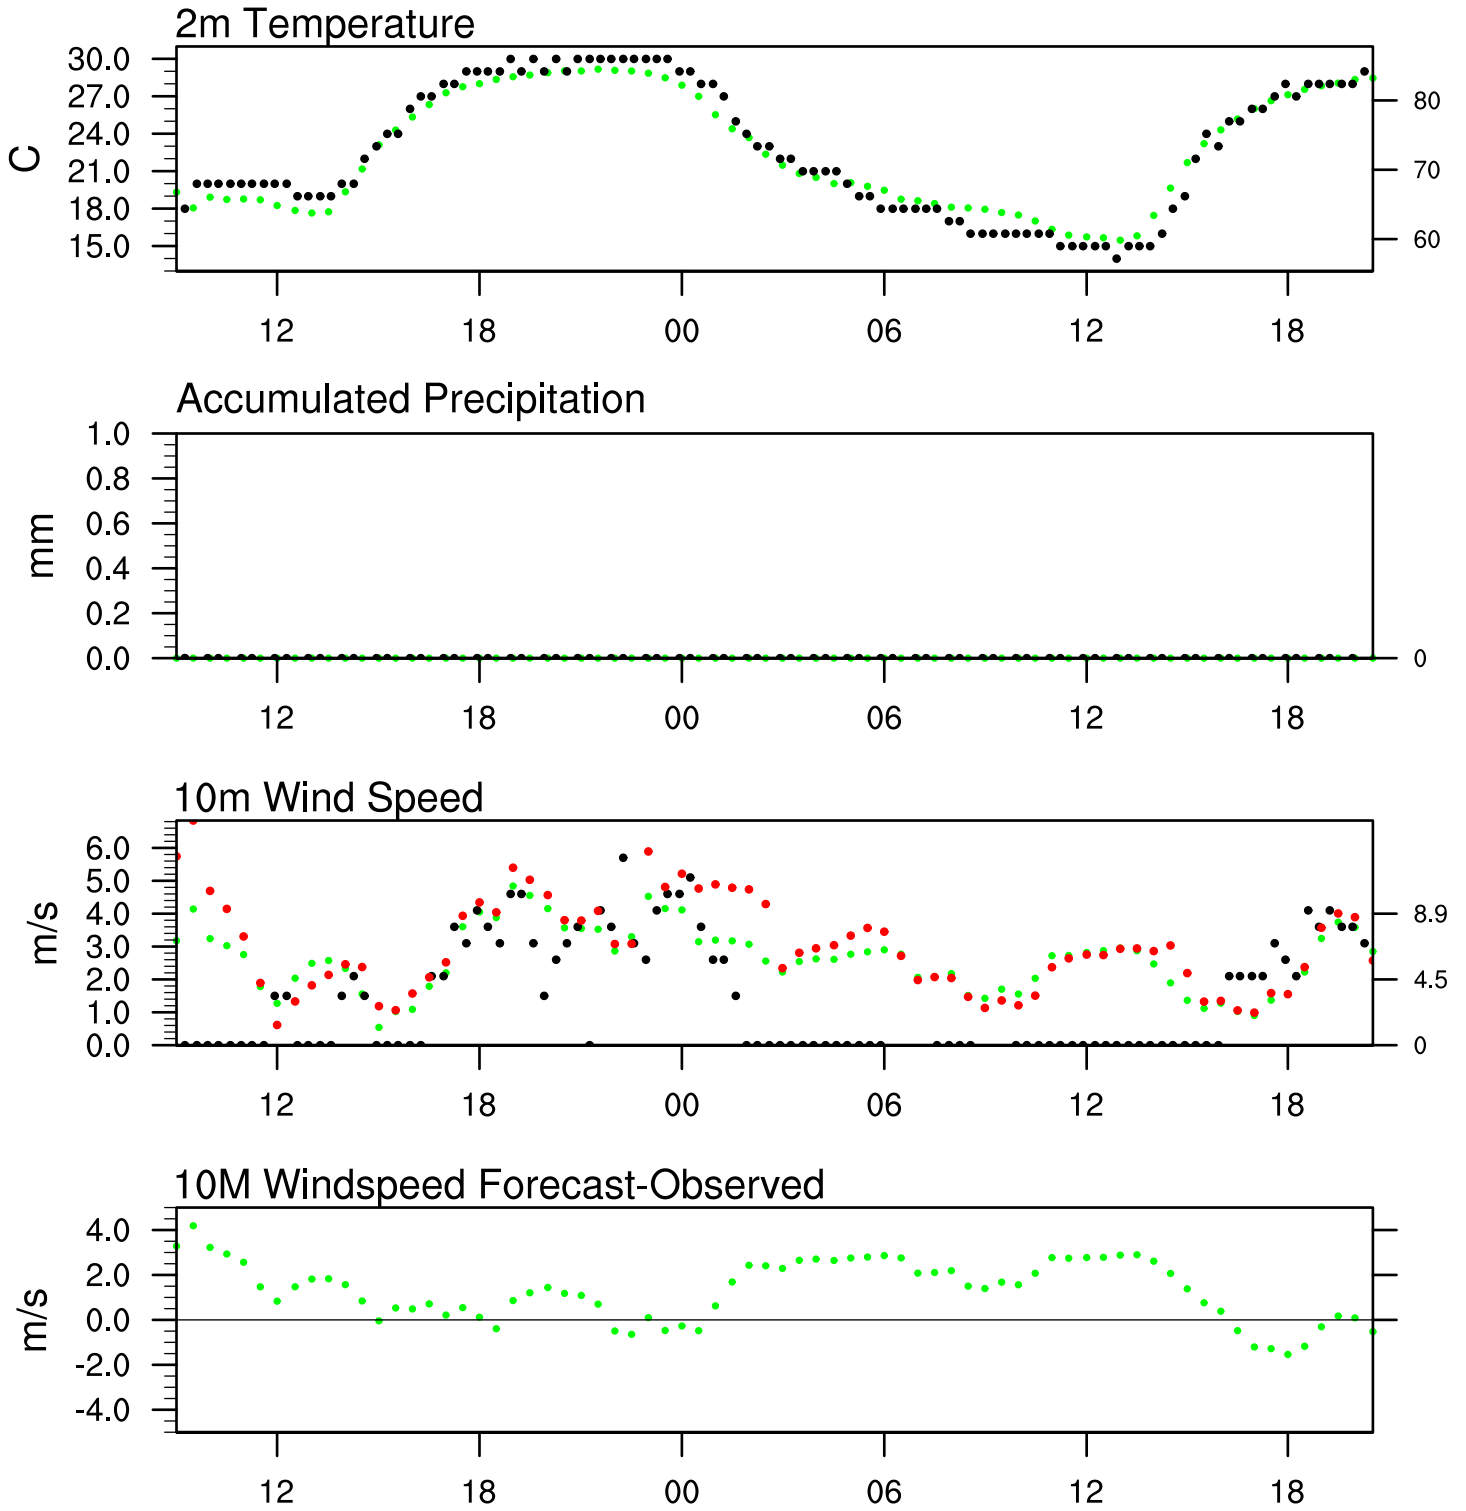 2m Temperature
30.0
27.0
24.0
21.0
18.0
15.0
C
80
70
60
12 18 00 06 12 18
Accumulated Precipitation
1.0
0.8
0.6
0.4
0.2
0.0
mm
0
12 18 00 06 12 18
10m Wind Speed
6.0
5.0
4.0
3.0
2.0
1.0
0.0
m/s
8.9
4.5
0
12 18 00 06 12 18
10M Windspeed Forecast-Observed
4.0
2.0
0.0
-2.0
-4.0
m/s
12 18 00 06 12 18